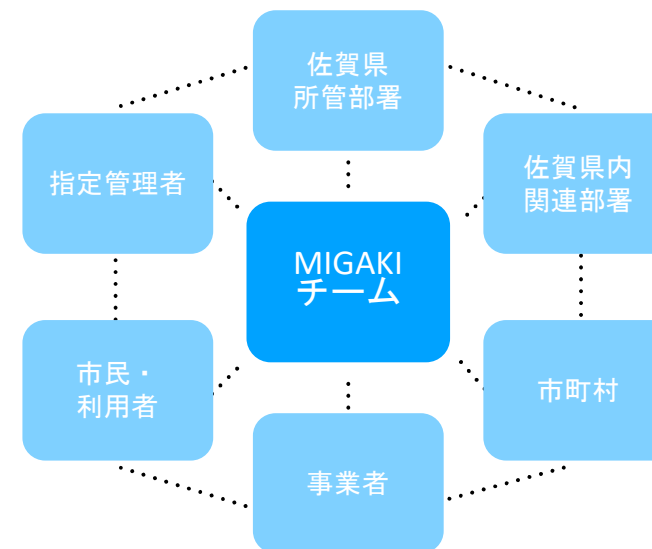 佐賀県
所管部署
指定管理者
佐賀県内
関連部署
MIGAKI
チーム
市民・
利用者
市町村
事業者